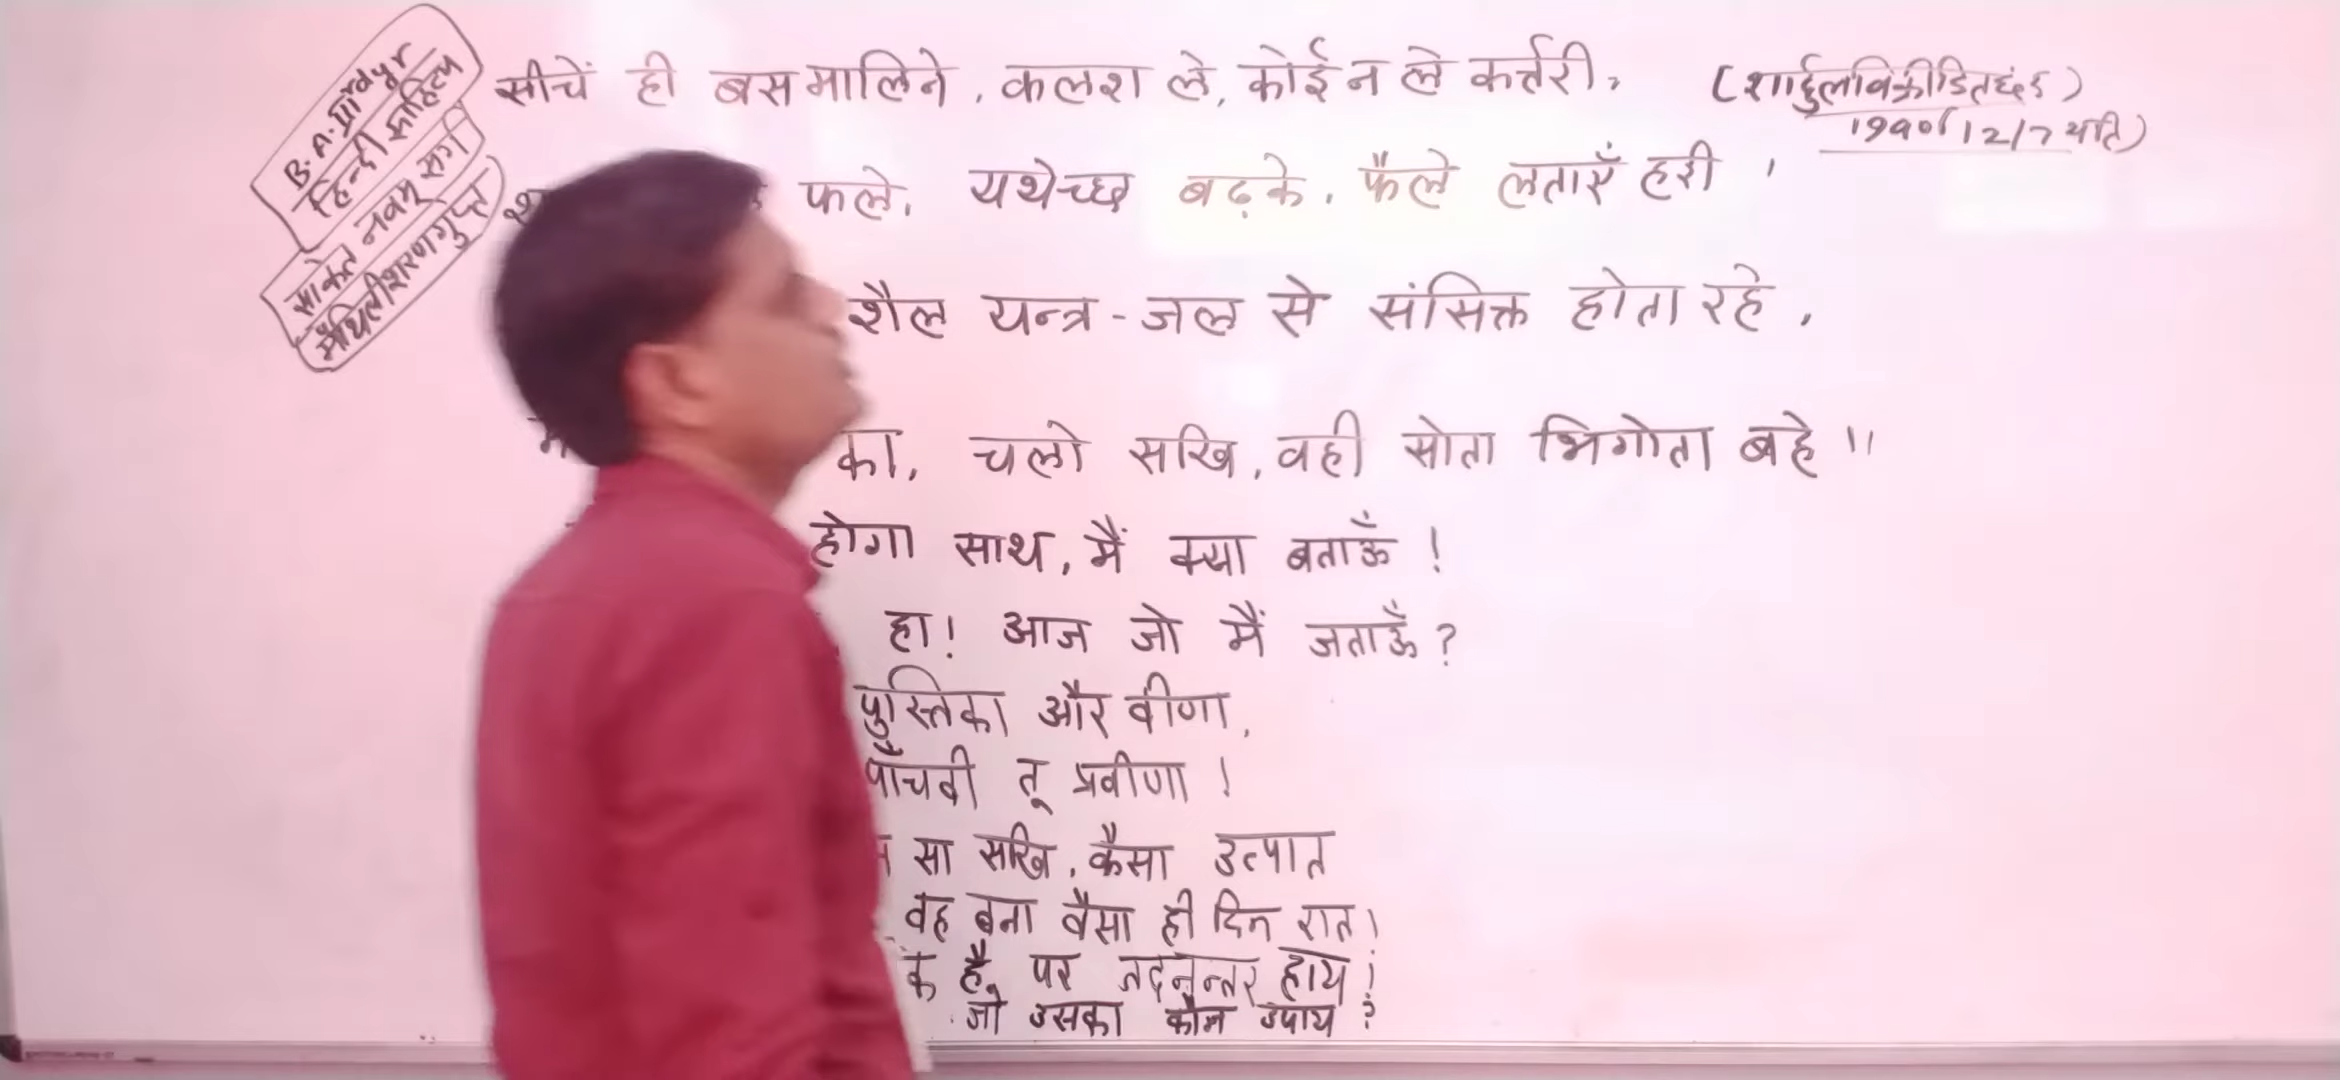 B.A. प्रा०व्यूर
हिन्दी साहित्य
साकेत नवम् सर्ग
मैथिलीशरणगुप्त
सीचें ही बस मालिने, कलश ले, कोई न ले कर्त्तरी,
(शार्दुलविक्रीडितछंद)
12/7 यति)
फले, यथेच्छ बढ़के, फैले लताएँ हरी ,
शैल यन्त्र-जल से संसिक्त होता रहे,
का, चलो सखि, वही सोता भिगोता बहे ॥
होगा साथ, मैं क्या बताऊँ !
हा! आज जो मैं जताऊँ ?
पुस्तिका और वीणा,
पाँचवी तू प्रवीणा !
सा सखि, कैसा उत्पात
वह बना वैसा ही दिन रात।
है, पर तदनन्तर हाय!
जो उसका कौन उपाय ?